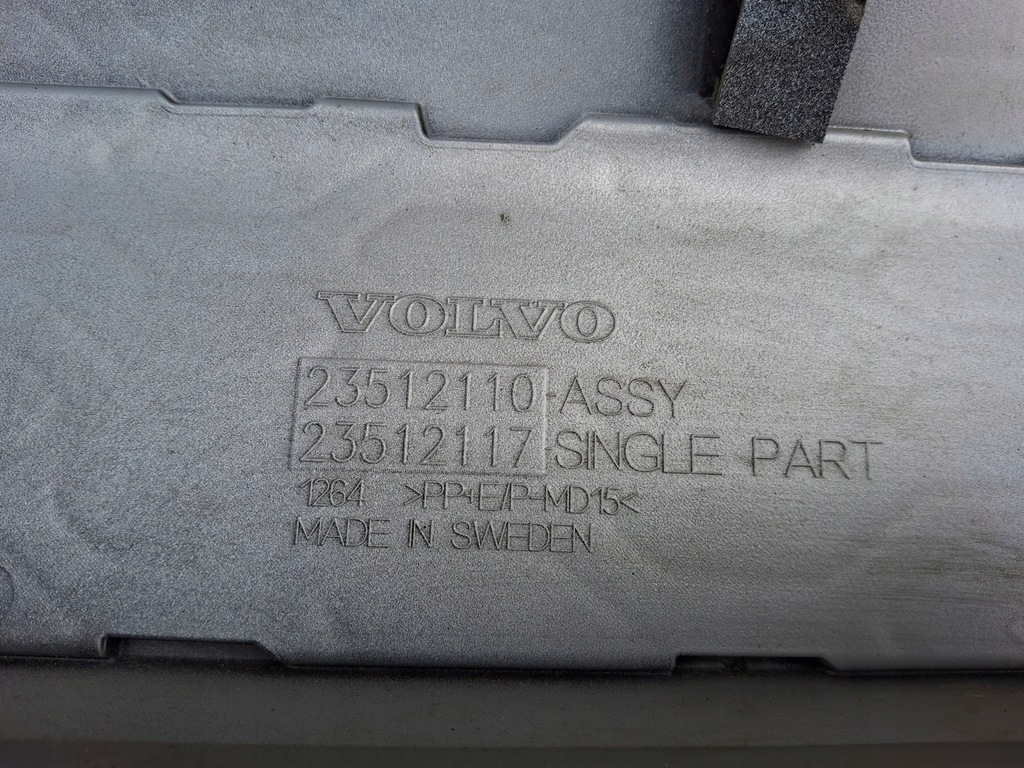 VOLVO
23512110-ASSY
23512117-SINGLE PART
1264 >PP+E/P-MD15<
MADE IN SWEDEN